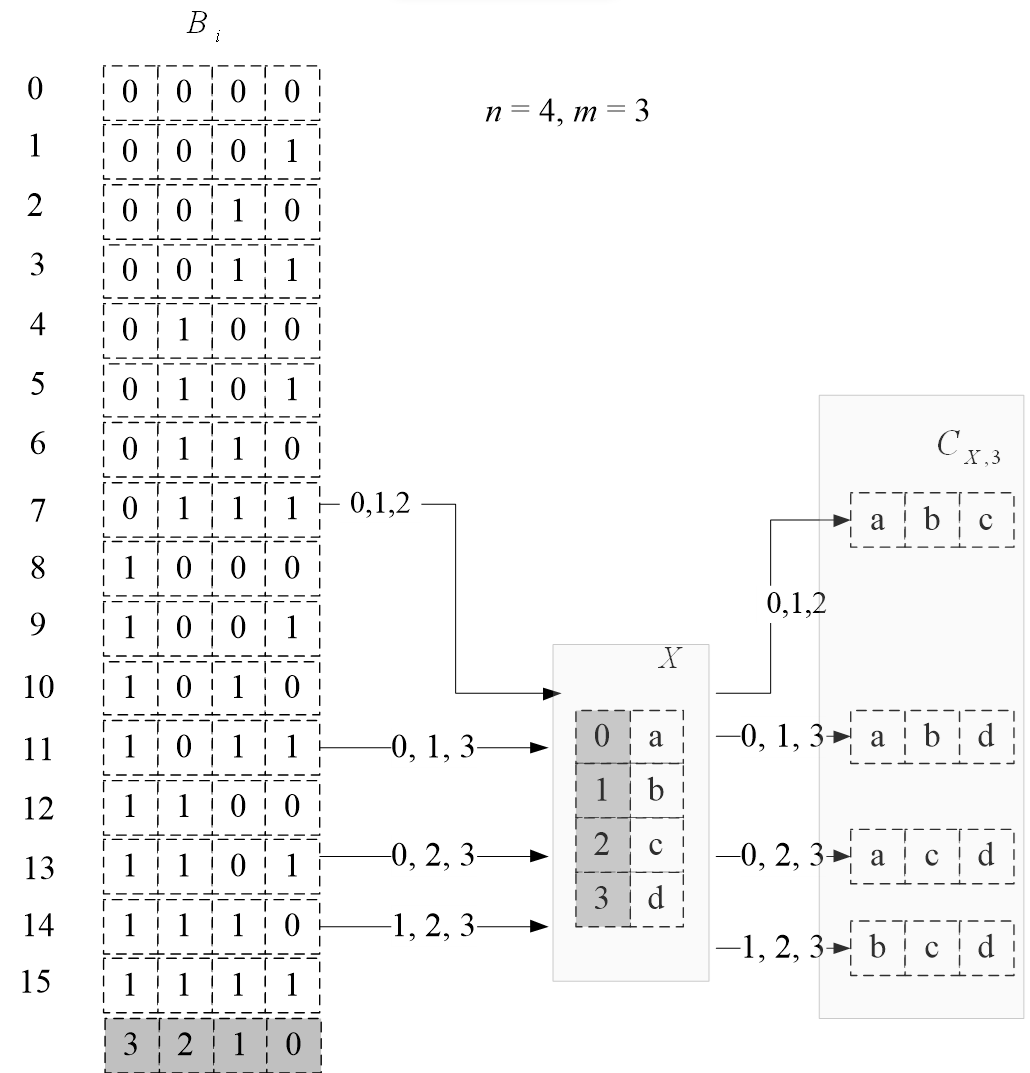 B i
n = 4, m = 3
0 0 0 0 0
1 0 0 0 1
2 0 0 1 0
3 0 0 1 1
4 0 1 0 0
5 0 1 0 1
6 0 1 1 0
7 0 1 1 1 0,1,2
8 1 0 0 0
9 1 0 0 1
10 1 0 1 0
11 1 0 1 1 0, 1, 3
12 1 1 0 0
13 1 1 0 1 0, 2, 3
14 1 1 1 0 1, 2, 3
15 1 1 1 1
3 2 1 0
X
0 a
1 b
2 c
3 d
C X,3
0,1,2 a b c
0, 1, 3 a b d
0, 2, 3 a c d
1, 2, 3 b c d